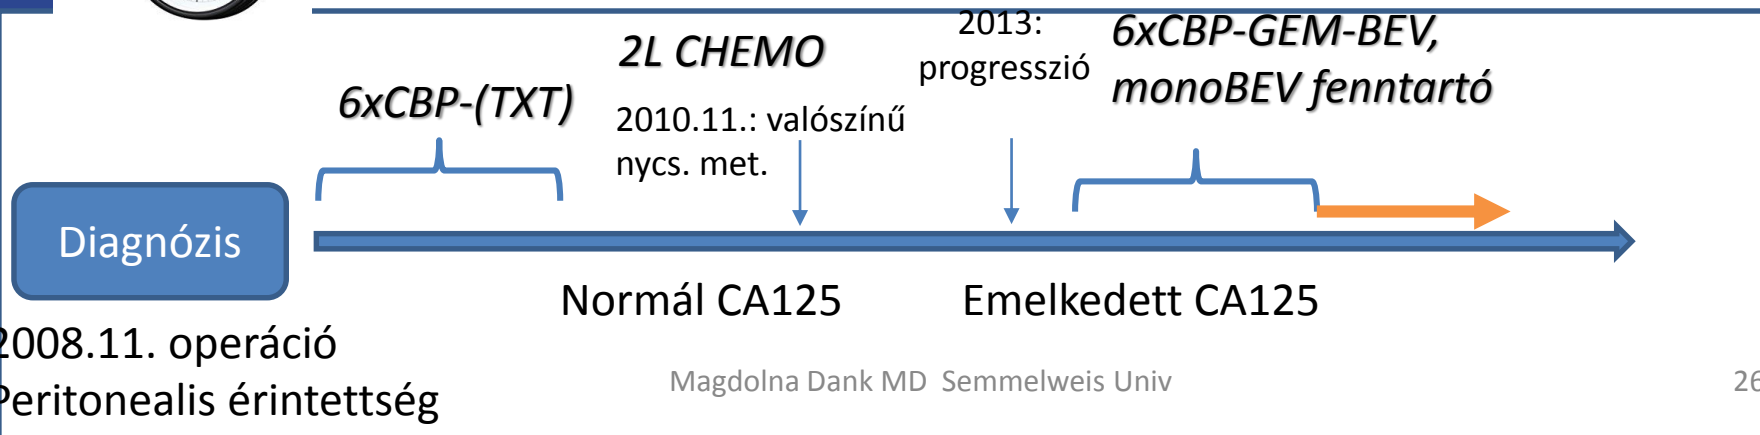 6xCBP-(TXT)
2L CHEMO
2010.11.: valószínű
nycs. met.
2013:
progresszió
6xCBP-GEM-BEV,
monoBEV fenntartó
Diagnózis
Normál CA125
Emelkedett CA125
2008.11. operáció
Peritonealis érintettség
Magdolna Dank MD Semmelweis Univ
26